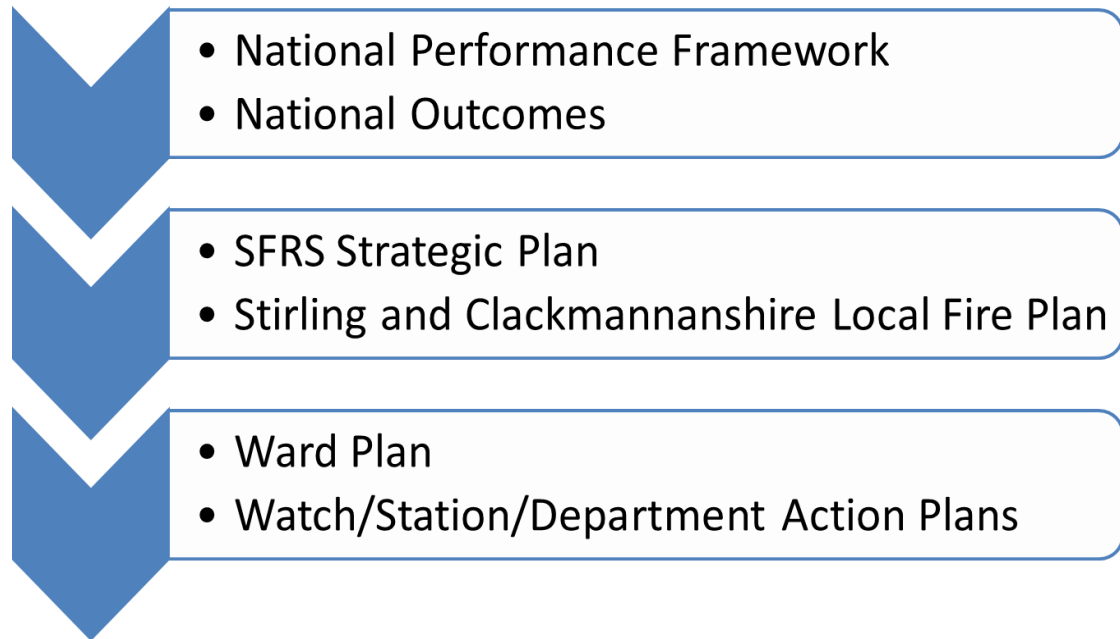 • National Performance Framework
• National Outcomes
• SFRS Strategic Plan
• Stirling and Clackmannanshire Local Fire Plan
• Ward Plan
• Watch/Station/Department Action Plans